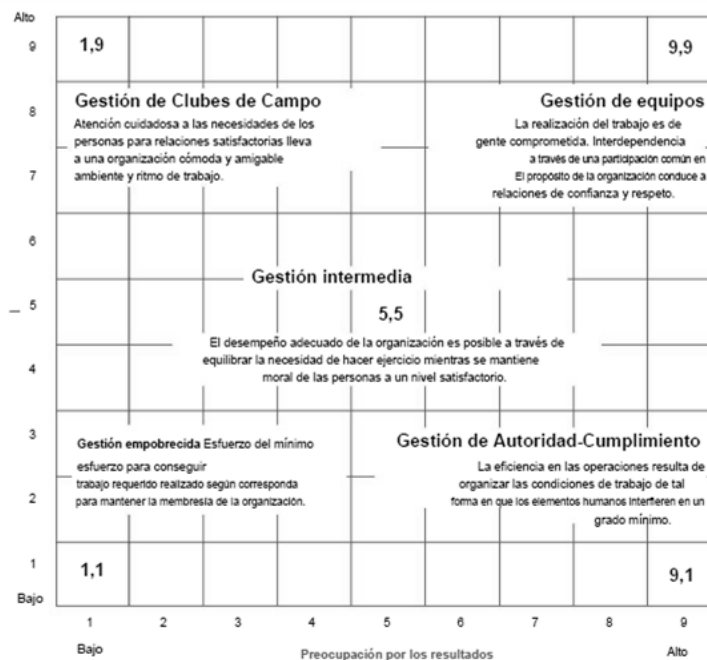 Alto
9
1,9
9,9
8
Gestión de Clubes de Campo
Atención cuidadosa a las necesidades de los
personas para relaciones satisfactorias lleva
a una organización cómoda y amigable
ambiente y ritmo de trabajo.
Gestión de equipos
La realización del trabajo es de
gente comprometida. Interdependencia
a través de una participación común en
El propósito de la organización conduce a
relaciones de confianza y respeto.
7
6
Gestión intermedia
5
5,5
El desempeño adecuado de la organización es posible a través de
equilibrar la necesidad de hacer ejercicio mientras se mantiene
moral de las personas a un nivel satisfactorio.
4
3
Gestión empobrecida Esfuerzo del mínimo
esfuerzo para conseguir
trabajo requerido realizado según corresponda
para mantener la membresía de la organización.
Gestión de Autoridad-Cumplimiento
La eficiencia en las operaciones resulta de
organizar las condiciones de trabajo de tal
forma en que los elementos humanos interfieren en un
grado mínimo.
2
1
1,1
9,1
Bajo
1 2 3 4 5 6 7 8 9
Bajo
Preocupación por los resultados
Alto